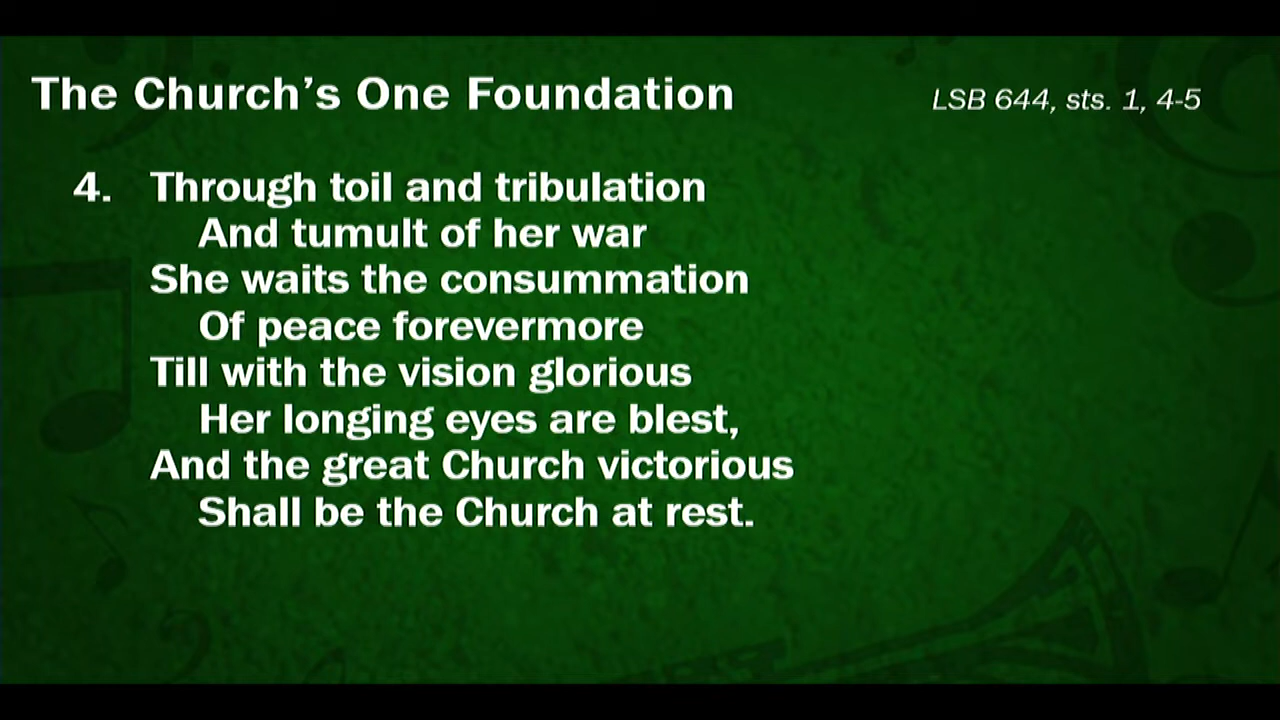 The Church’s One Foundation
LSB 644, sts. 1, 4-5
4. Through toil and tribulation
And tumult of her war
She waits the consummation
Of peace forevermore
Till with the vision glorious
Her longing eyes are blest,
And the great Church victorious
Shall be the Church at rest.